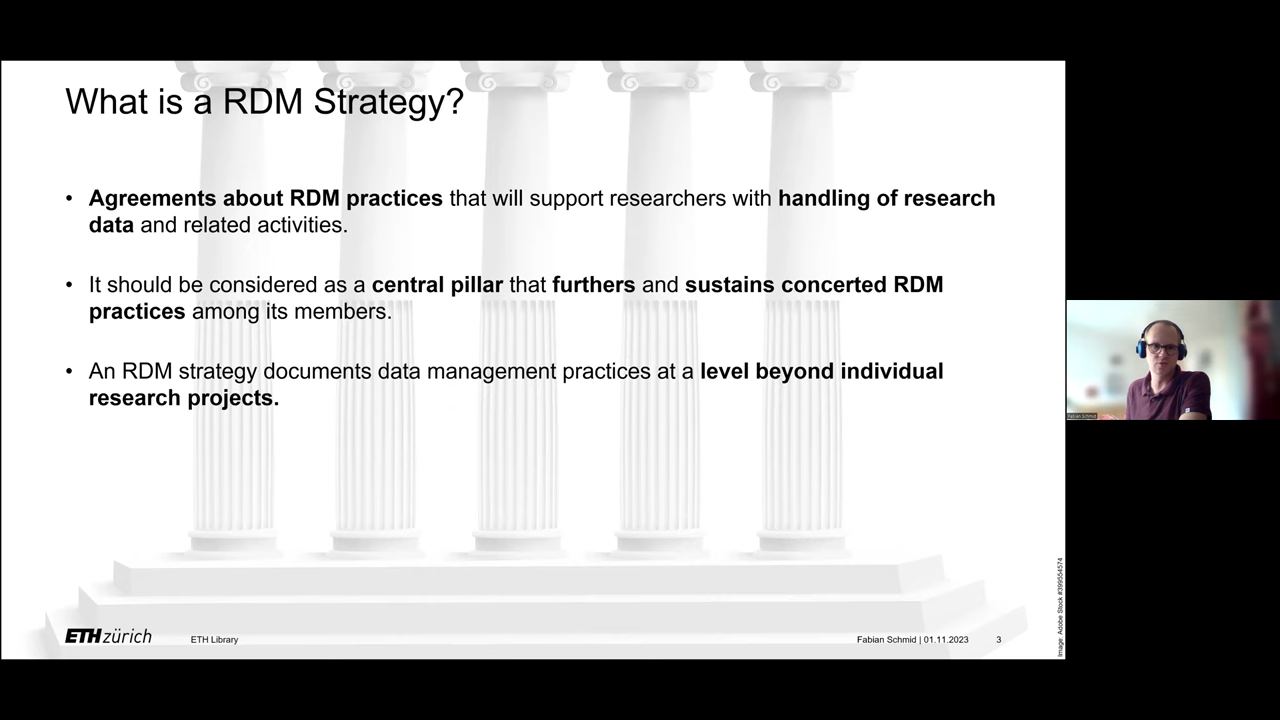 What is a RDM Strategy?
• Agreements about RDM practices that will support researchers with handling of research
data and related activities.
• It should be considered as a central pillar that furthers and sustains concerted RDM
practices among its members.
• An RDM strategy documents data management practices at a level beyond individual
research projects.
ETH zürich
ETH Library
Fabian Schmid | 01.11.2023
3
Image: Adobe Stock #399554574
Fabian Schmid